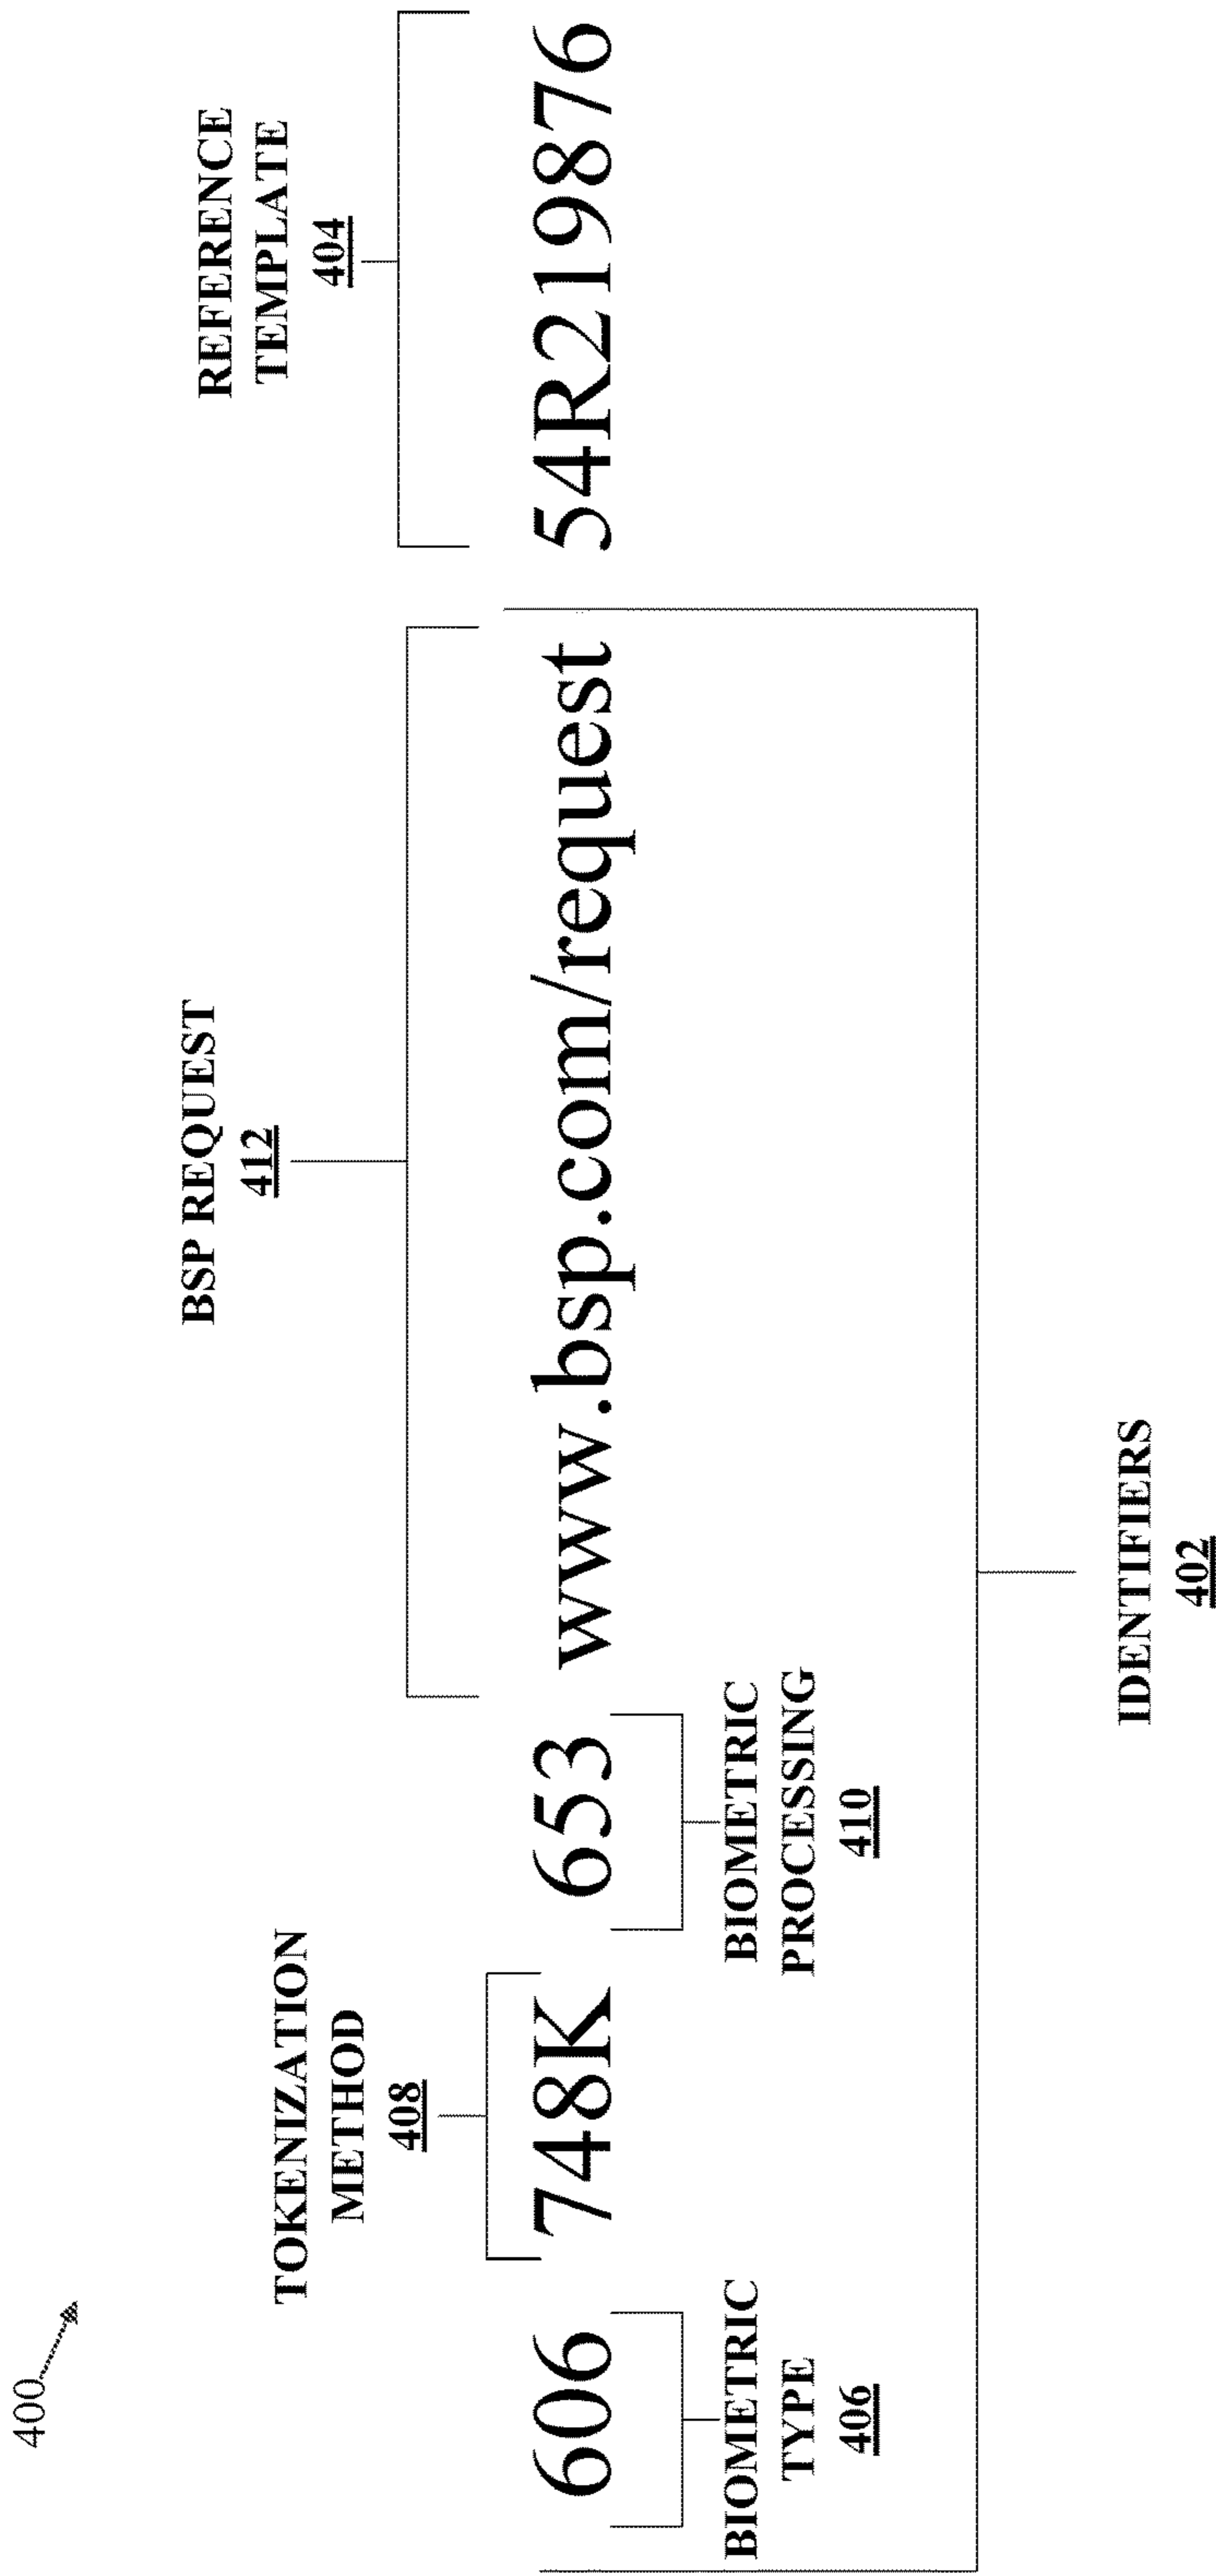 400
REFERENCE
TEMPLATE
404
BSP REQUEST
412
TOKENIZATION
METHOD
408
606 748K 653 www.bsp.com/request 54R219876
BIOMETRIC
TYPE
406
BIOMETRIC
PROCESSING
410
IDENTIFIERS
402